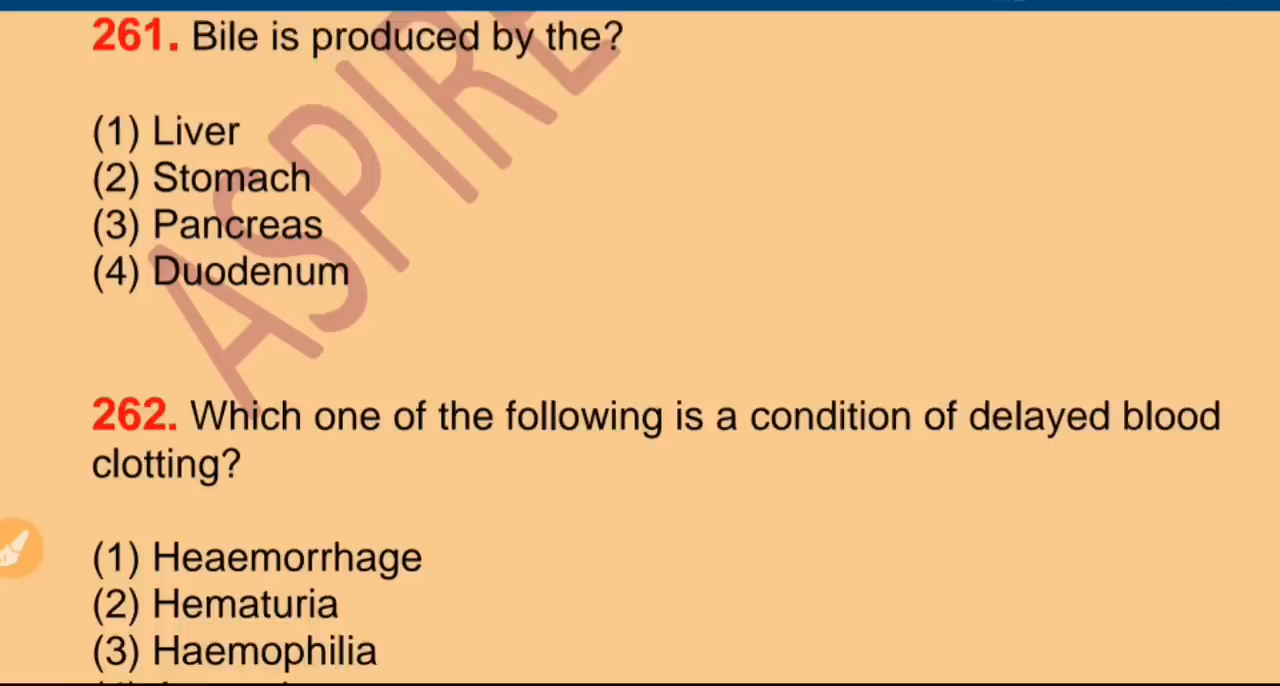 261. Bile is produced by the?
(1) Liver
(2) Stomach
(3) Pancreas
(4) Duodenum
262. Which one of the following is a condition of delayed blood
clotting?
(1) Heaemorrhage
(2) Hematuria
(3) Haemophilia
ASPIRE